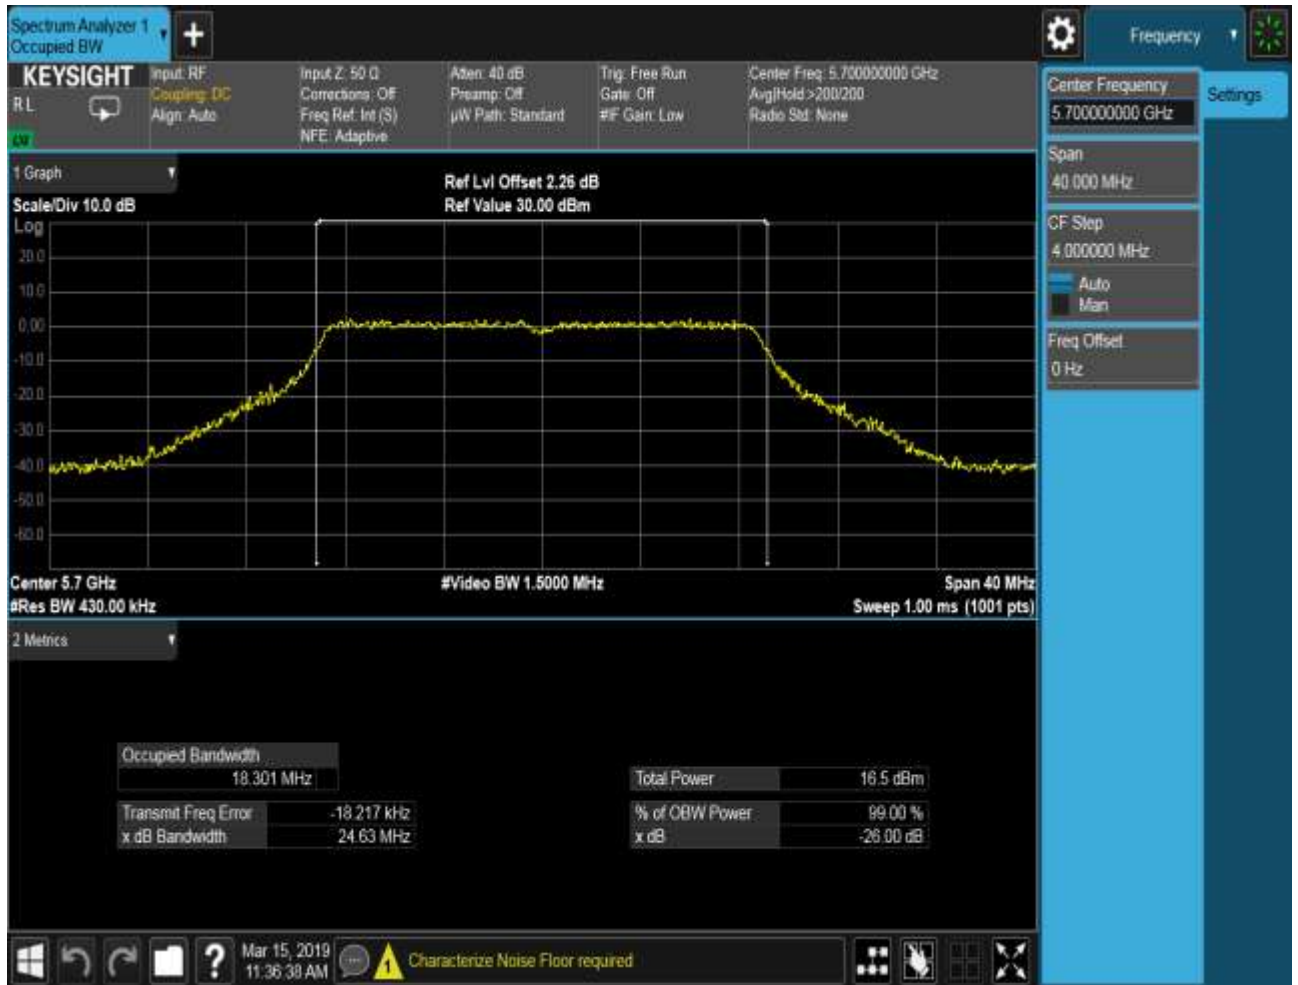 Spectrum Analyzer 1
Occupied BW
Frequency
KEYSIGHT
Input: RF
Coupling: DC
Align: Auto
Input Z: 50 Ω
Corrections: Off
Freq Ref: Int (S)
NFE: Adaptive
Atten: 40 dB
Preamp: Off
µW Path: Standard
Trig: Free Run
Gate: Off
#IF Gain: Low
Center Freq: 5.700000000 GHz
Avg|Hold:>200/200
Radio Std: None
R L
Center Frequency
5.700000000 GHz
Settings
Span
40.000 MHz
CF Step
4.000000 MHz
Auto
Man
Freq Offset
0 Hz
1 Graph
Scale/Div 10.0 dB
Ref Lvl Offset 2.26 dB
Ref Value 30.00 dBm
Log
20.0
10.0
0.00
-10.0
-20.0
-30.0
-40.0
-50.0
-60.0
Center 5.7 GHz
#Video BW 1.5000 MHz
Span 40 MHz
#Res BW 430.00 kHz
Sweep 1.00 ms (1001 pts)
2 Metrics
Occupied Bandwidth
18.301 MHz
Total Power 16.5 dBm
Transmit Freq Error -18.217 kHz
% of OBW Power 99.00 %
x dB Bandwidth 24.63 MHz
x dB -26.00 dB
Mar 15, 2019
11:36:38 AM
?
1
Characterize Noise Floor required